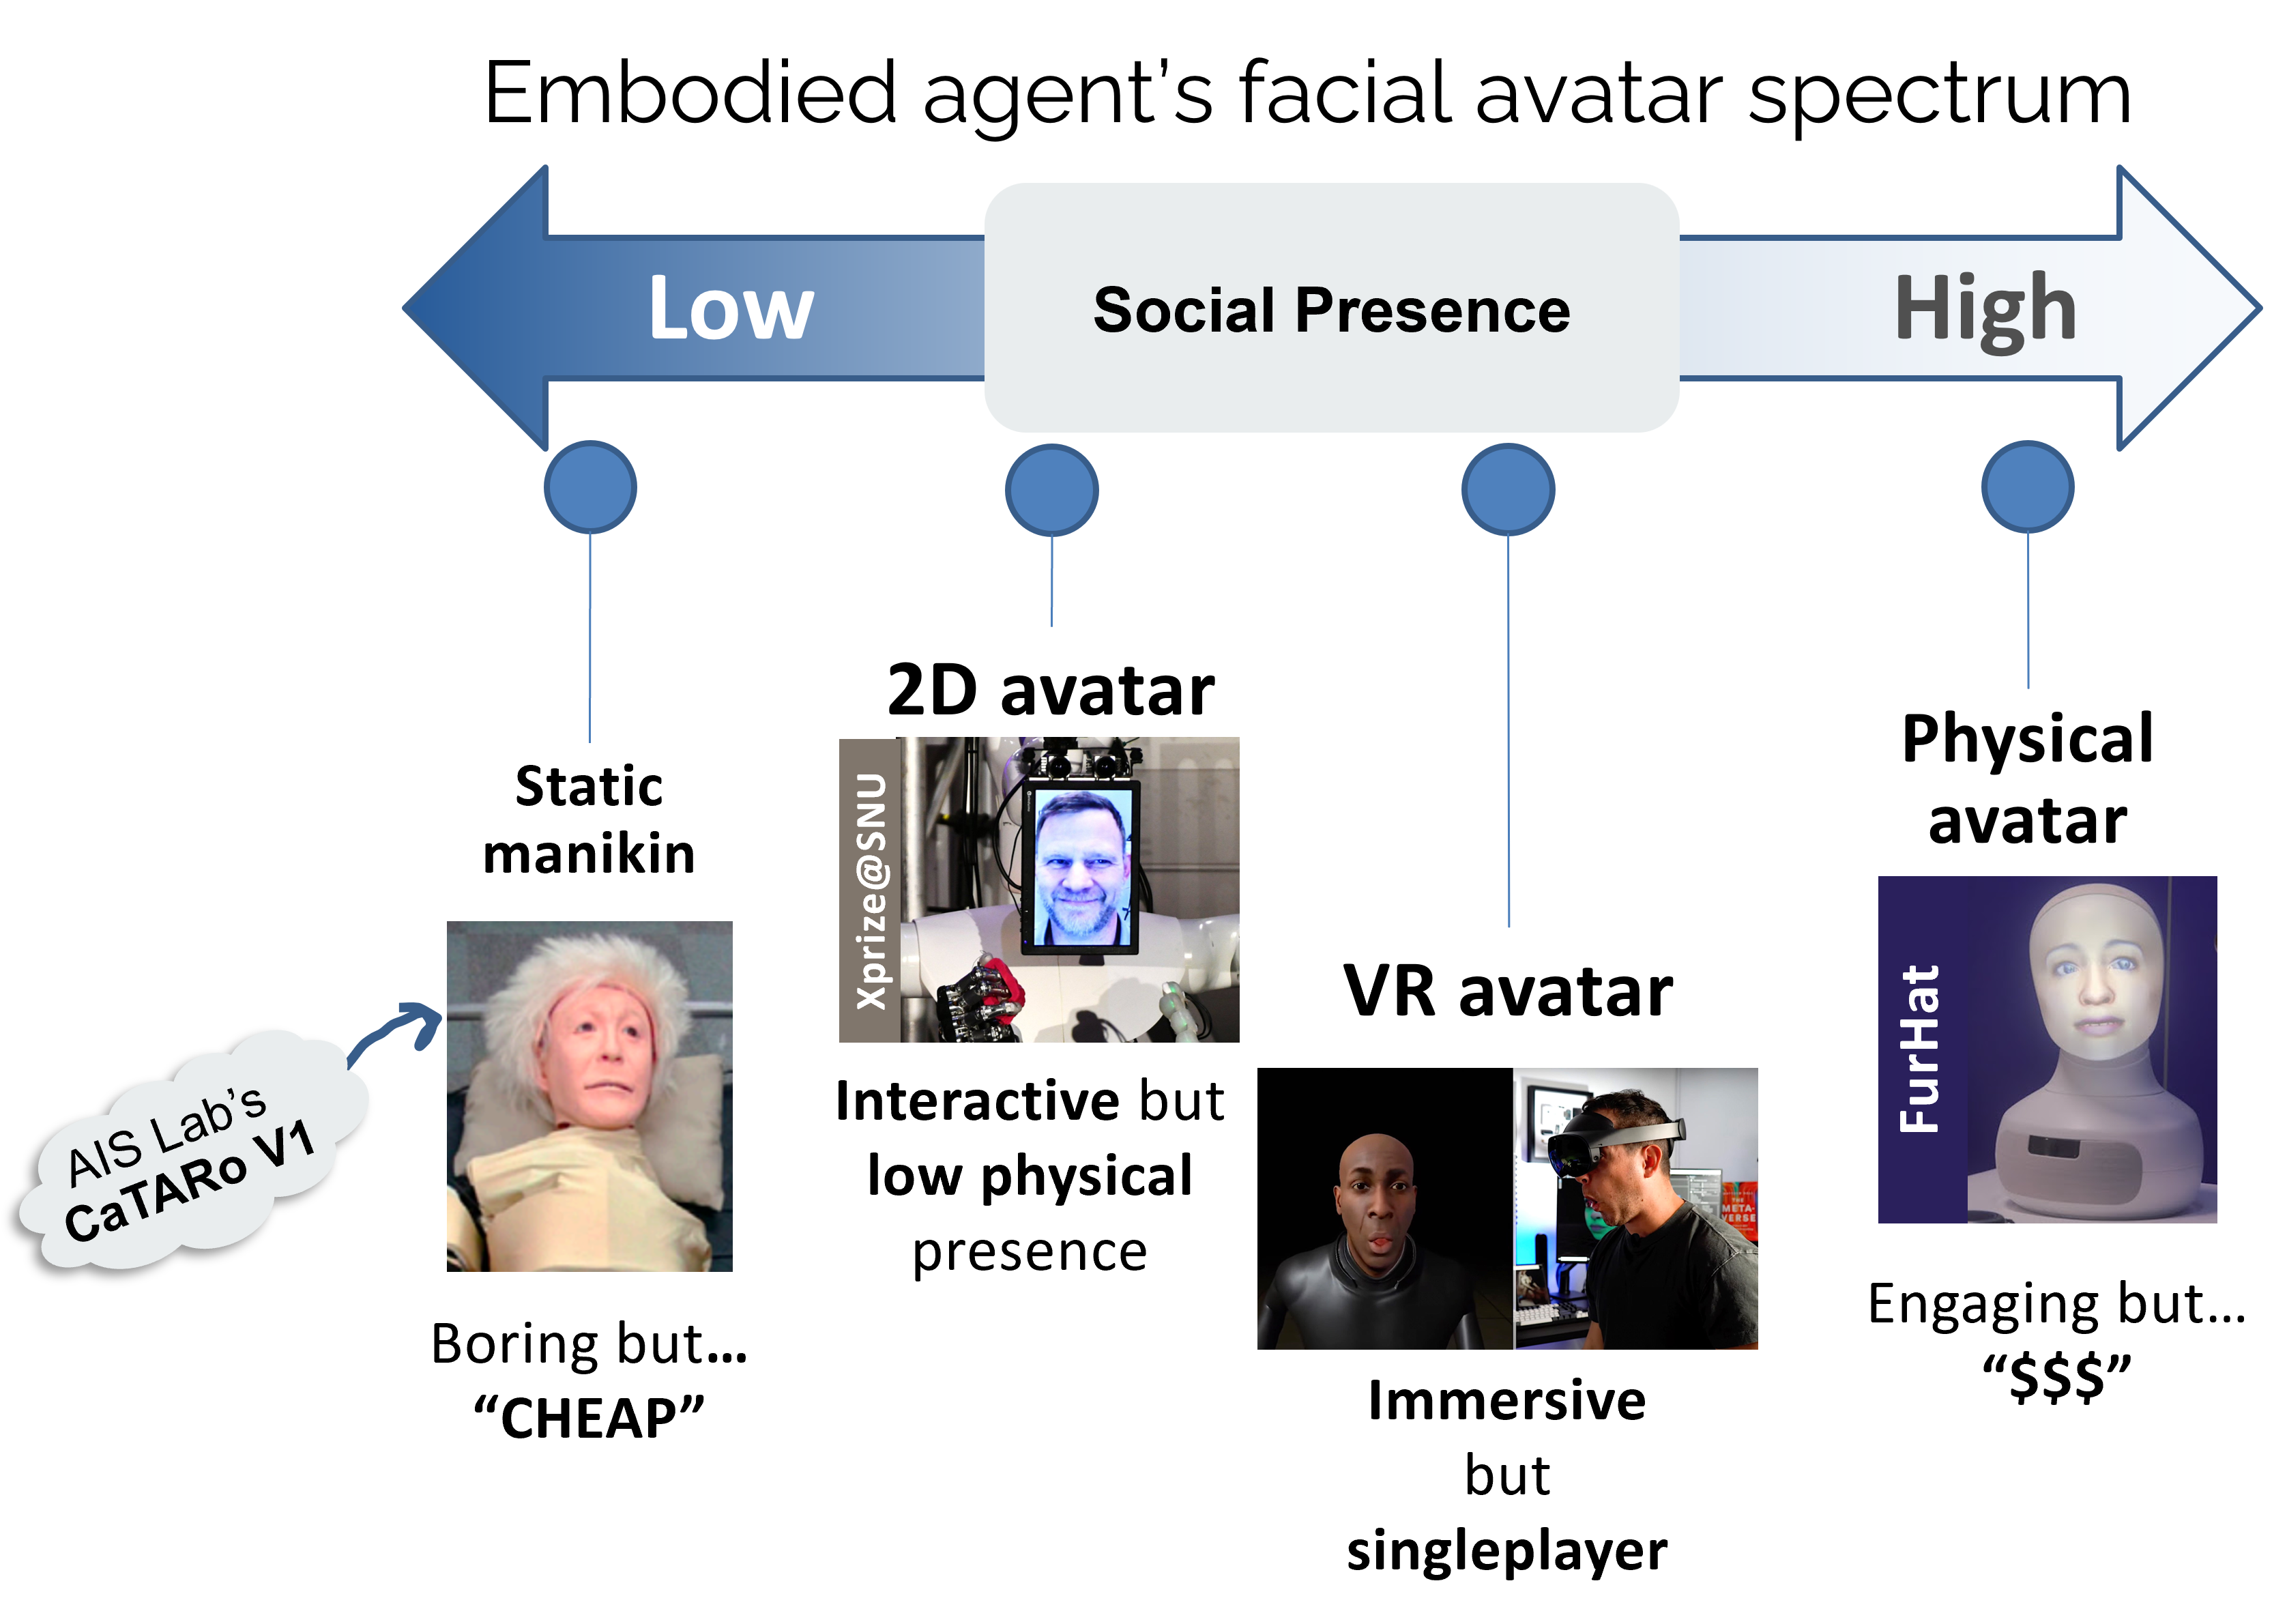 Embodied agent’s facial avatar spectrum
Low
Social Presence
High
Static
manikin
AIS Lab’s
CaTARo V1
Boring but...
“CHEAP”
2D avatar
Xprize@SNU
Interactive but
low physical
presence
VR avatar
META-
VERSE
Immersive
but
singleplayer
Physical
avatar
FurHat
Engaging but...
“$$$”